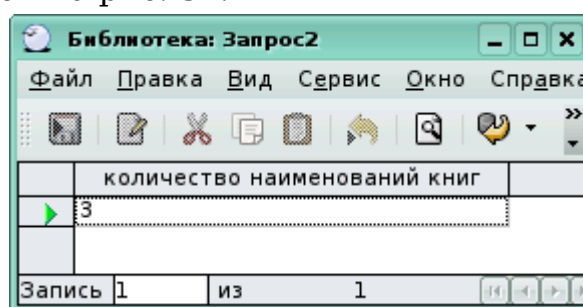 Библиотека: Запрос2
Файл Правка Вид Сервис Окно Справка
количество наименований книг
3
Запись 1 из 1